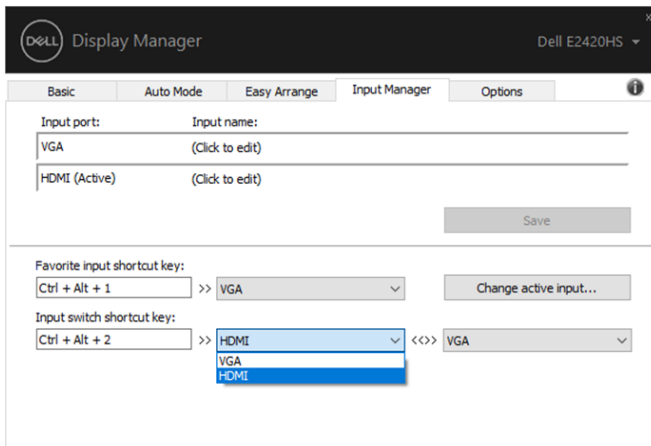 DELL Display Manager Dell E2420HS
Basic Auto Mode Easy Arrange Input Manager Options
Input port: Input name:
VGA (Click to edit)
HDMI (Active) (Click to edit)
Save
Favorite input shortcut key:
Ctrl + Alt + 1 >> VGA Change active input...
Input switch shortcut key:
Ctrl + Alt + 2 >> HDMI <<>> VGA
VGA
HDMI